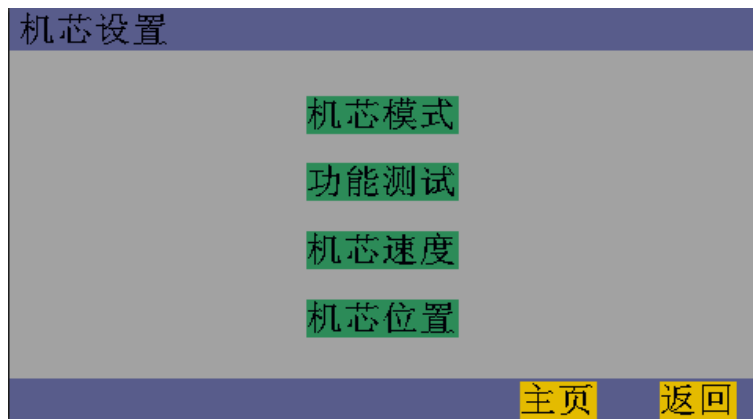 机芯设置
机芯模式
功能测试
机芯速度
机芯位置
主页 返回